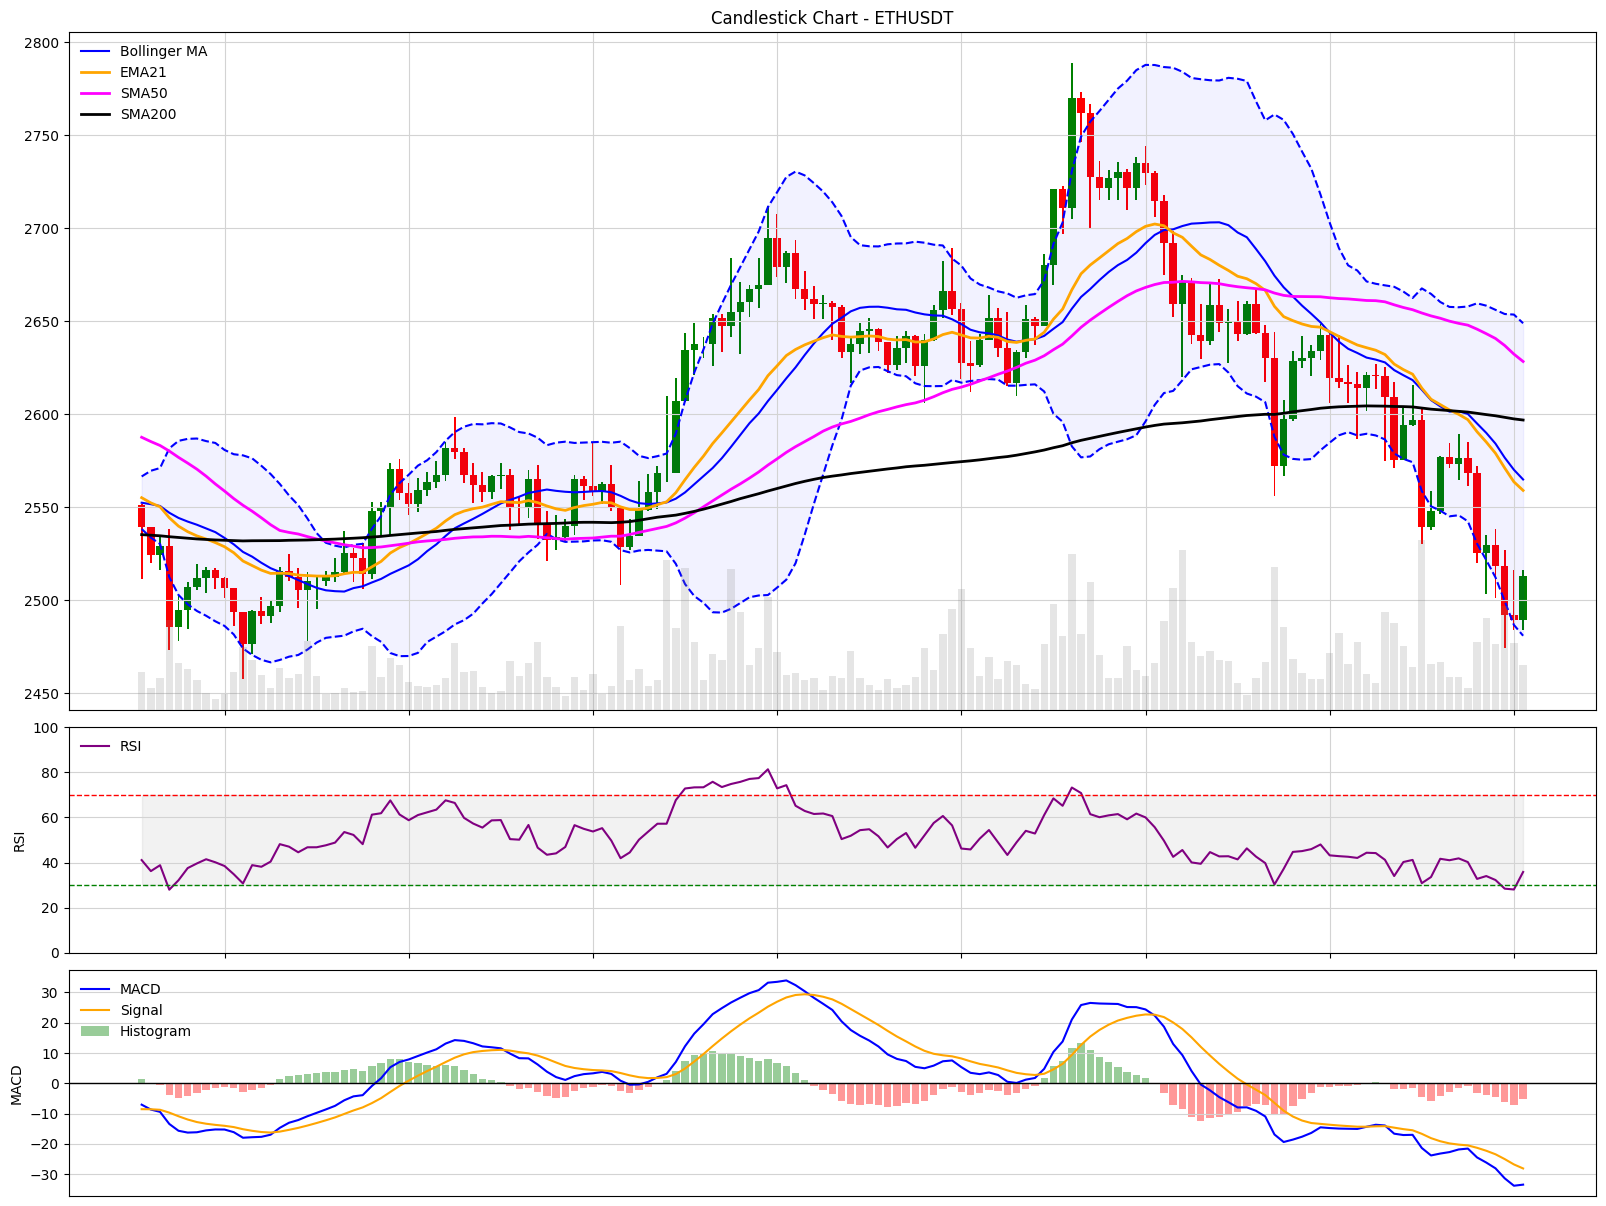 Candlestick Chart - ETHUSDT
Bollinger MA
EMA21
SMA50
SMA200
2800
2750
2700
2650
2600
2550
2500
2450
RSI
RSI
100
80
60
40
20
0
MACD
Signal
Histogram
MACD
30
20
10
0
−10
−20
−30